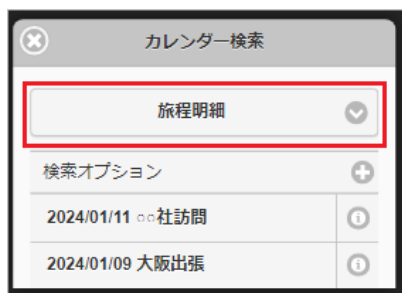 カレンダー検索
旅程明細
検索オプション
2024/01/11 ○○社訪問
2024/01/09 大阪出張